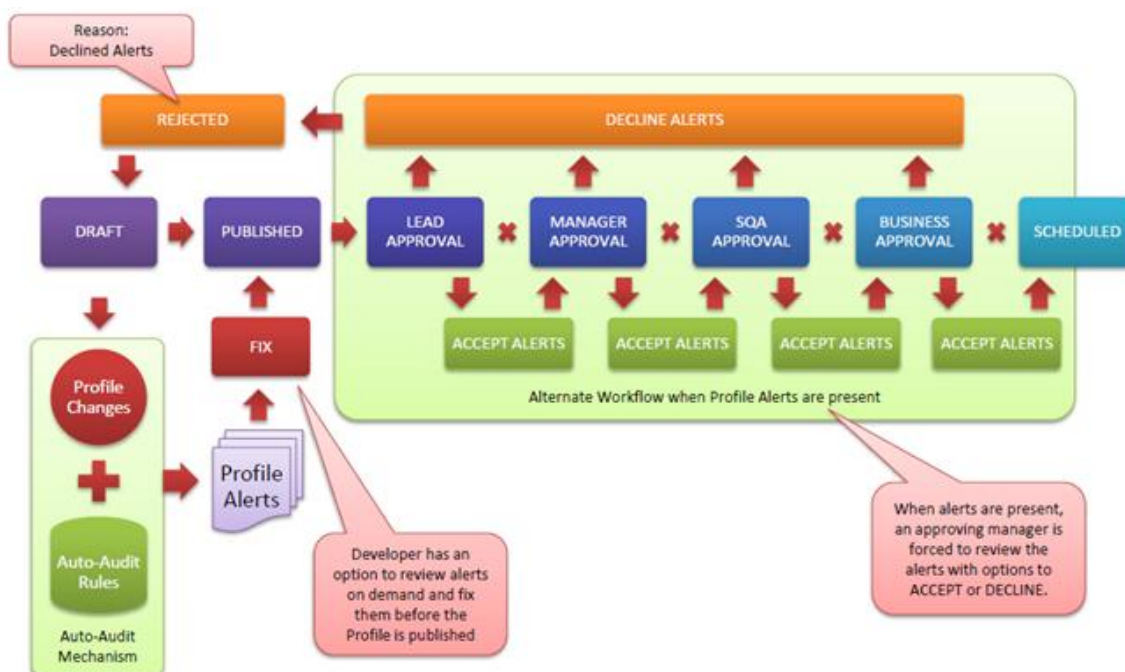 Reason:
Declined Alerts
REJECTED
DECLINE ALERTS
DRAFT
PUBLISHED
LEAD
APPROVAL
MANAGER
APPROVAL
SQA
APPROVAL
BUSINESS
APPROVAL
SCHEDULED
FIX
ACCEPT ALERTS
ACCEPT ALERTS
ACCEPT ALERTS
ACCEPT ALERTS
Alternate Workflow when Profile Alerts are present
Profile
Changes
Profile
Alerts
Auto-Audit
Rules
Auto-Audit
Mechanism
Developer has an
option to review alerts
on demand and fix
them before the
Profile is published
When alerts are present,
an approving manager is
forced to review the
alerts with options to
ACCEPT or DECLINE.